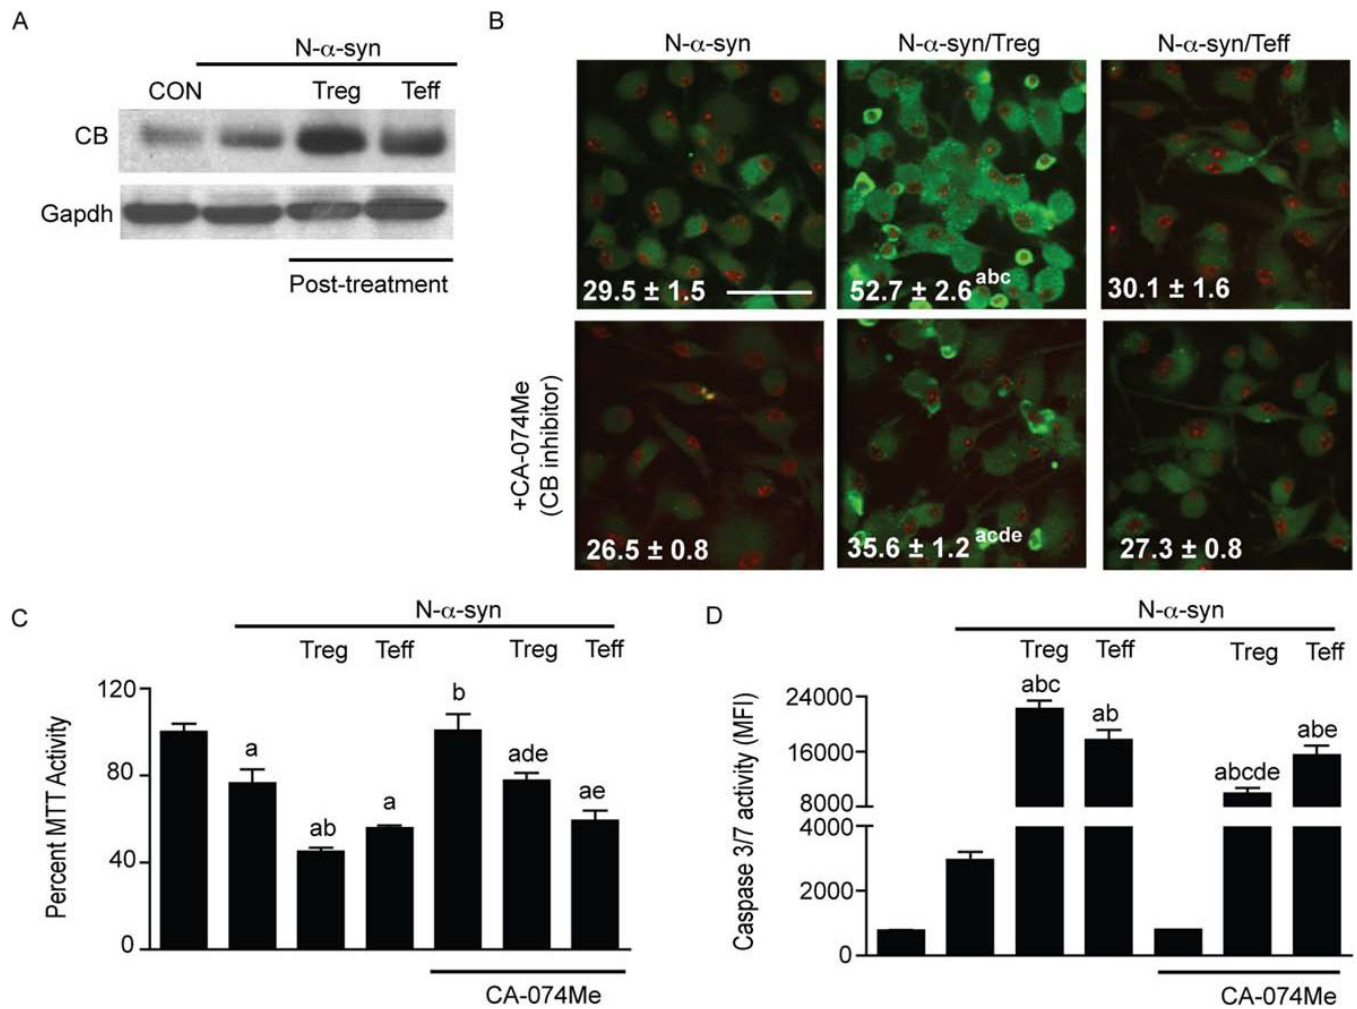 A
N-α-syn
CON Treg Teff
CB
Gapdh
Post-treatment
B
N-α-syn N-α-syn/Treg N-α-syn/Teff
29.5 ± 1.5 52.7 ± 2.6 abc 30.1 ± 1.6
+CA-074Me
(CB inhibitor)
26.5 ± 0.8 35.6 ± 1.2 acde 27.3 ± 0.8
C
N-α-syn
Treg Teff Treg Teff
Percent MTT Activity
120
80
40
0
a ab a b ade ae
CA-074Me
D
N-α-syn
Treg Teff Treg Teff
Caspase 3/7 activity (MFI)
24000
16000
8000
4000
2000
0
abc ab abcde abe
CA-074Me